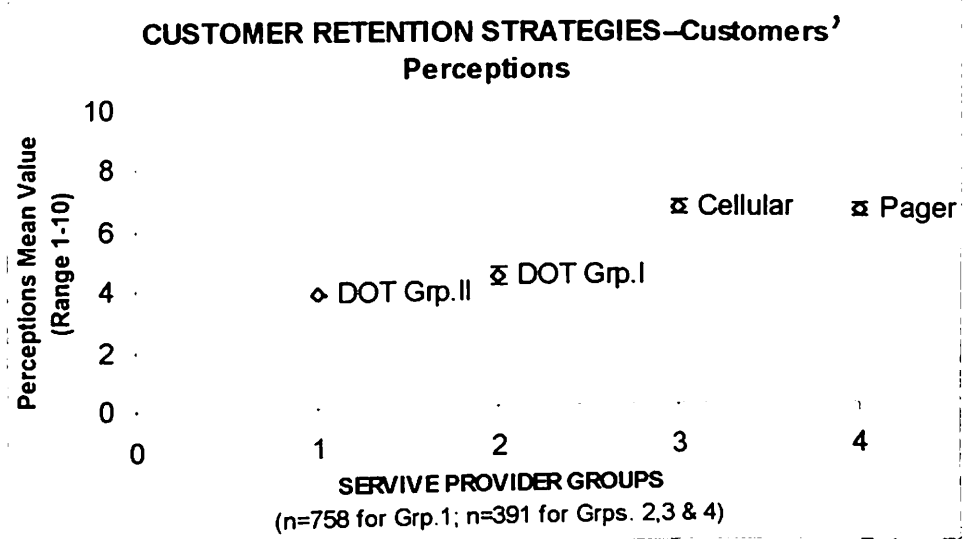 CUSTOMER RETENTION STRATEGIES–Customers'
Perceptions
Perceptions Mean Value
(Range 1-10)
10
8
6
4
2
0
Cellular
Pager
DOT Grp.I
DOT Grp.II
0
1
2
3
4
SERVIVE PROVIDER GROUPS
(n=758 for Grp.1; n=391 for Grps. 2,3 & 4)